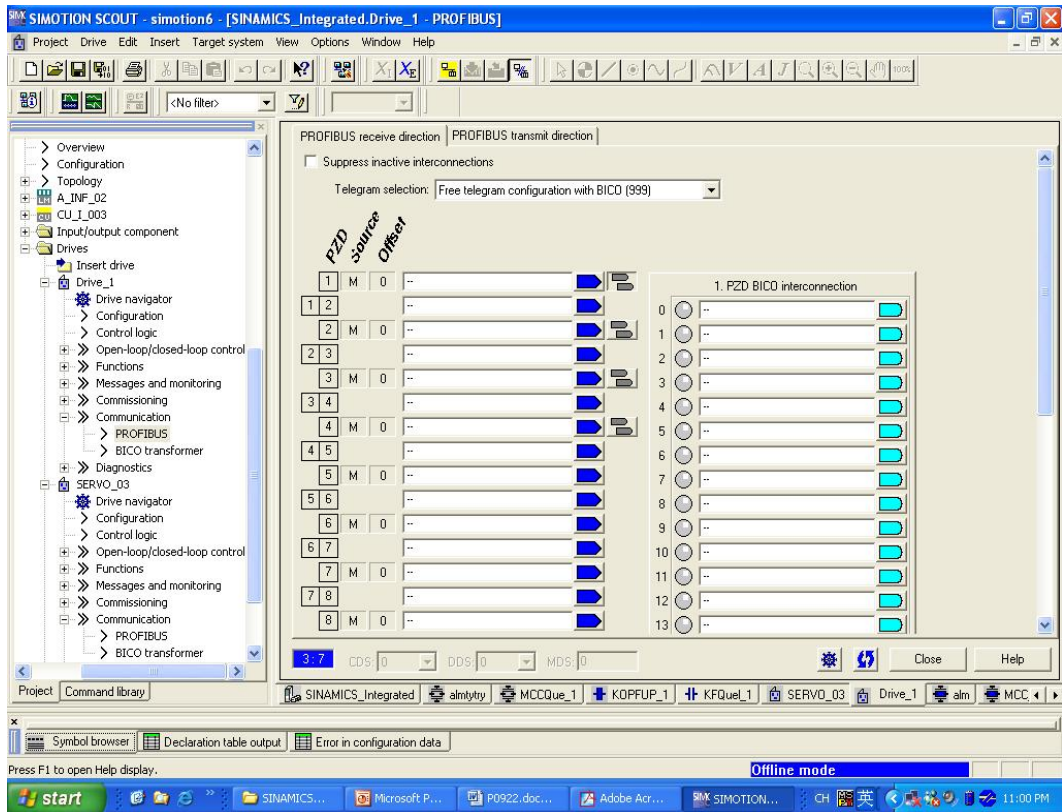 SIMOTION SCOUT - simotion6 - [SINAMICS_Integrated.Drive_1 - PROFIBUS]
Project Drive Edit Insert Target system View Options Window Help
<No filter>
Overview
Configuration
Topology
A_INF_02
CU_I_003
Input/output component
Drives
Insert drive
Drive_1
Drive navigator
Configuration
Control logic
Open-loop/closed-loop control
Functions
Messages and monitoring
Commissioning
Communication
PROFIBUS
BICO transformer
Diagnostics
SERVO_03
Drive navigator
Configuration
Control logic
Open-loop/closed-loop control
Functions
Messages and monitoring
Commissioning
Communication
PROFIBUS
BICO transformer
Project Command library
PROFIBUS receive direction PROFIBUS transmit direction
Suppress inactive interconnections
Telegram selection: Free telegram configuration with BICO (999)
PZD Source Offset
1 M 0 --
1 2 --
2 M 0 --
2 3 --
3 M 0 --
3 4 --
4 M 0 --
4 5 --
5 M 0 --
5 6 --
6 M 0 --
6 7 --
7 M 0 --
7 8 --
8 M 0 --
1. PZD BICO interconnection
0 --
1 --
2 --
3 --
4 --
5 --
6 --
7 --
8 --
9 --
10 --
11 --
12 --
13 --
3:7 CDS: 0 DDS: 0 MDS: 0 Close Help
SINAMICS_Integrated almtytry MCCQue_1 KOPFUP_1 KFQuel_1 SERVO_03 Drive_1 alm MCC
Symbol browser Declaration table output Error in configuration data
Press F1 to open Help display. Offline mode
start SINAMICS... Microsoft P... P0922.doc... Adobe Acr... SIMOTION... CH 英 11:00 PM